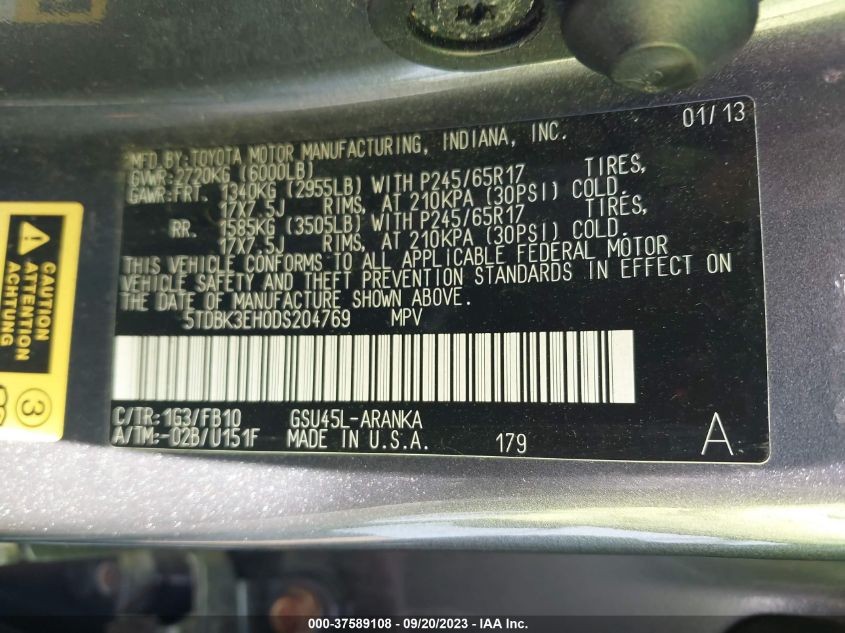 01/13
MFD.BY:TOYOTA MOTOR MANUFACTURING, INDIANA, INC.
GVWR:2720KG (6000LB)
GAWR:FRT. 1340KG (2955LB) WITH P245/65R17 TIRES,
17X7.5J RIMS, AT 210KPA (30PSI) COLD.
RR. 1585KG (3505LB) WITH P245/65R17 TIRES,
17X7.5J RIMS, AT 210KPA (30PSI) COLD.
THIS VEHICLE CONFORMS TO ALL APPLICABLE FEDERAL MOTOR
VEHICLE SAFETY AND THEFT PREVENTION STANDARDS IN EFFECT ON
THE DATE OF MANUFACTURE SHOWN ABOVE.
5TDBK3EH0DS204769 MPV
C/TR:1G3/FB10 GSU45L-ARANKA
A/TM:-02B/U151F MADE IN U.S.A. 179 A
CAUTION
ATTENTION
ACHTUNG
3
000-37589108 - 09/20/2023 - IAA Inc.